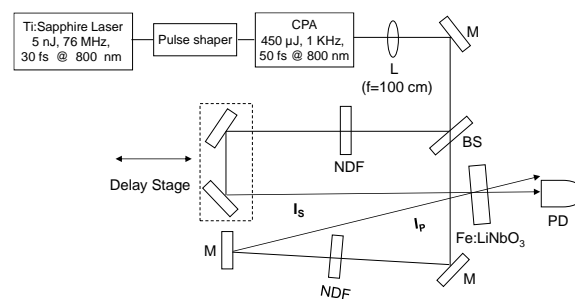 Ti:Sapphire Laser
5 nJ, 76 MHz,
30 fs @ 800 nm
Pulse shaper
CPA
450 µJ, 1 KHz,
50 fs @ 800 nm
L
(f=100 cm)
M
BS
NDF
Delay Stage
I_S
I_P
Fe:LiNbO₃
PD
M
NDF
M